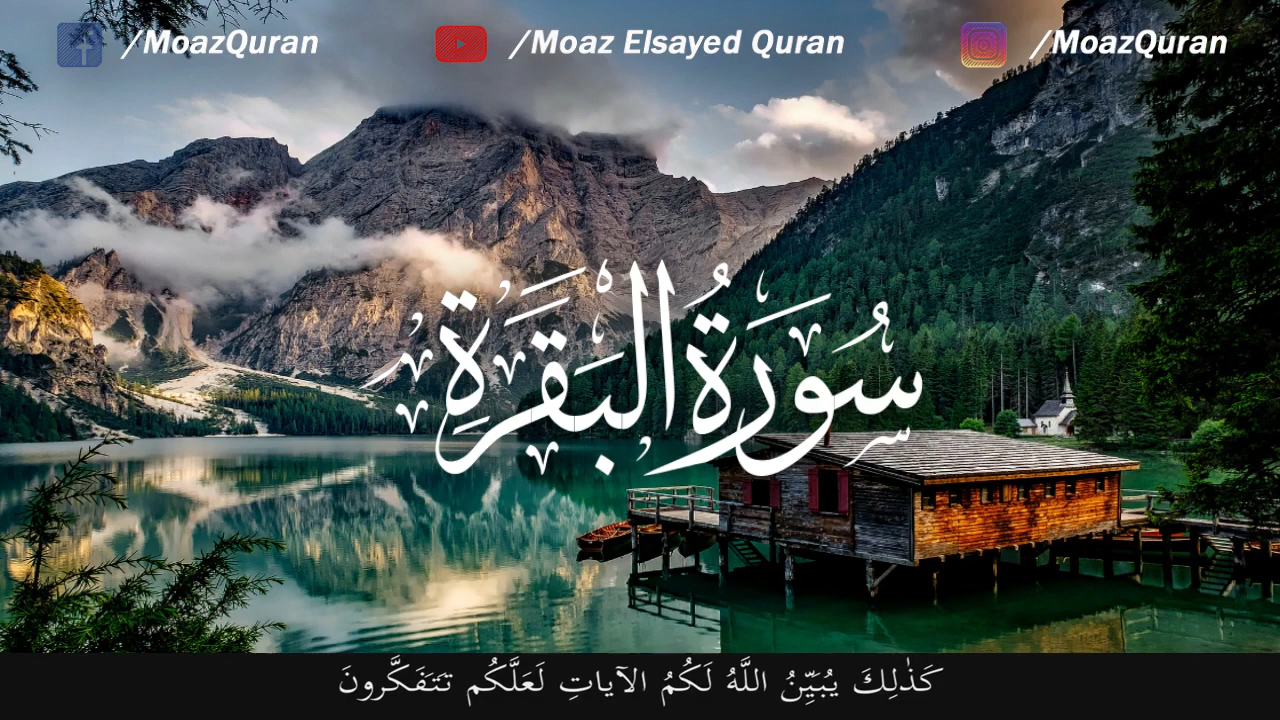 /MoazQuran
/Moaz Elsayed Quran
/MoazQuran
سُورَةُ البَقَرَةِ
كَذٰلِكَ يُبَيِّنُ اللَّهُ لَكُمُ الآياتِ لَعَلَّكُم تَتَفَكَّرونَ